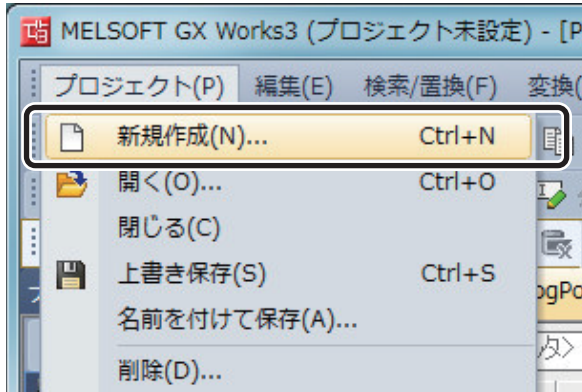 MELSOFT GX Works3 (プロジェクト未設定) - [P
プロジェクト(P) 編集(E) 検索/置換(F) 変換(
新規作成(N)... Ctrl+N
開く(O)... Ctrl+O
閉じる(C)
上書き保存(S) Ctrl+S
ogPo
名前を付けて保存(A)...
タ>
削除(D)...